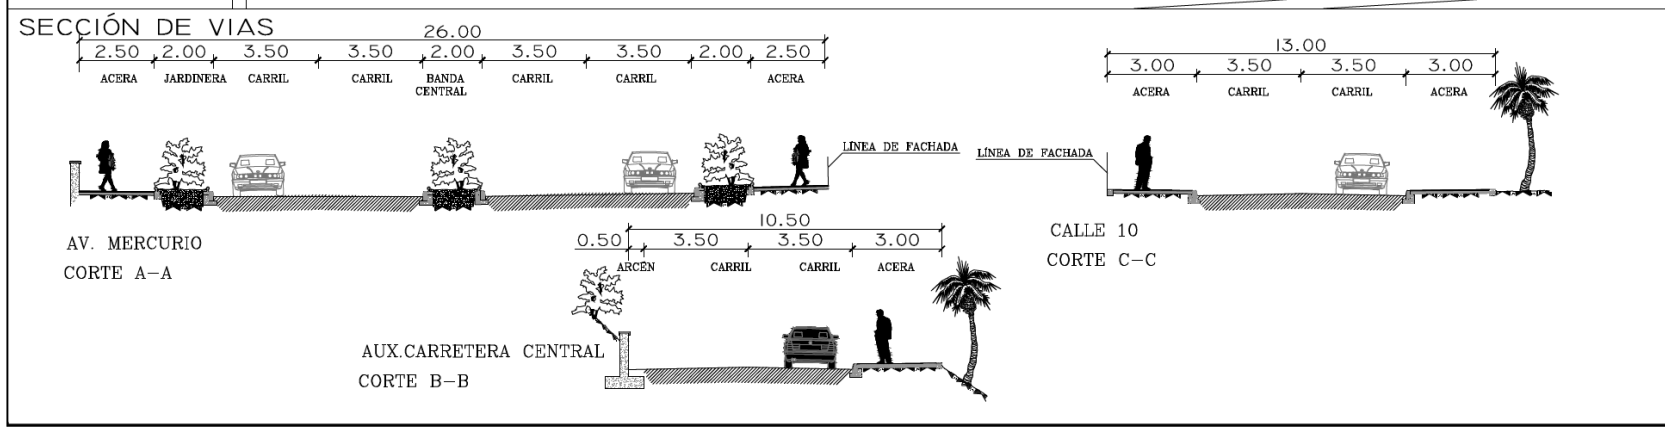 SECCIÓN DE VIAS
26.00
2.50 2.00 3.50 3.50 2.00 3.50 3.50 2.00 2.50
ACERA JARDINERA CARRIL CARRIL BANDA CENTRAL CARRIL CARRIL ACERA
LÍNEA DE FACHADA
AV. MERCURIO
CORTE A-A
13.00
3.00 3.50 3.50 3.00
ACERA CARRIL CARRIL ACERA
LÍNEA DE FACHADA
CALLE 10
CORTE C-C
10.50
0.50 3.50 3.50 3.00
ARCÉN CARRIL CARRIL ACERA
AUX.CARRETERA CENTRAL
CORTE B-B